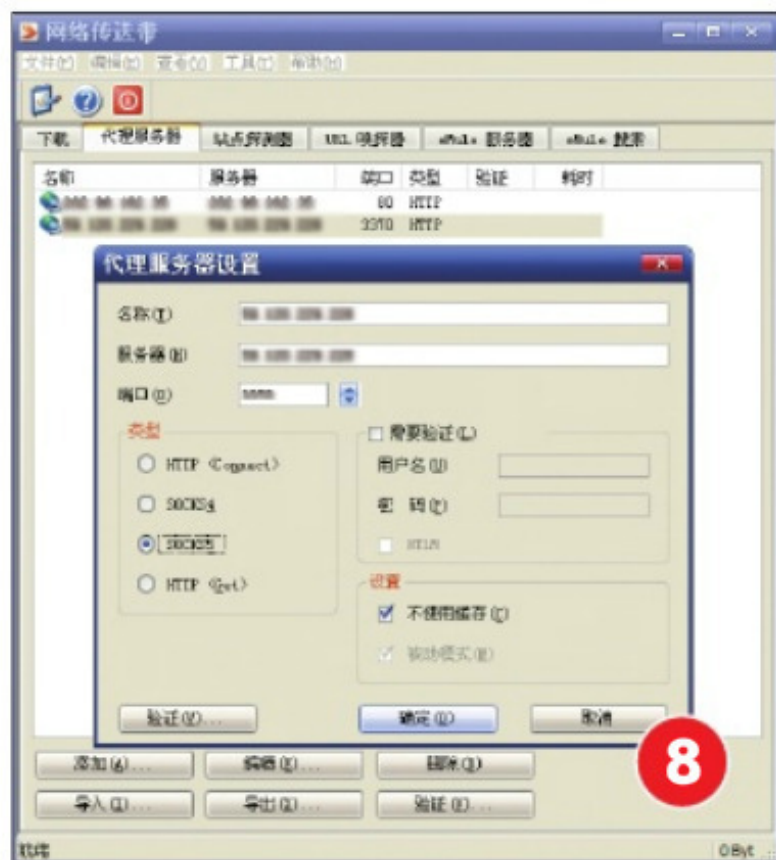 网络传送带
文件(F) 编辑(E) 查看(V) 工具(T) 帮助(H)
下载 代理服务器 站点探测器 URL 嗅探器 eMule 服务器 eMule 搜索
名称 服务器 端口 类型 验证 耗时
80 HTTP
HTTP
代理服务器设置
名称(T)
服务器(H)
端口(O)
类型
需要验证(L)
HTTP (Connect)
用户名(U)
SOCKS4
密 码(P)
SOCKS5
NTLM
HTTP (Get)
设置
不使用缓存(C)
被动模式(M)
验证(V)... 确定(O) 取消
8
添加(A)... 编辑(E)... 删除(D)
导入(I)... 导出(X)... 验证(V)...
就绪 0Byt